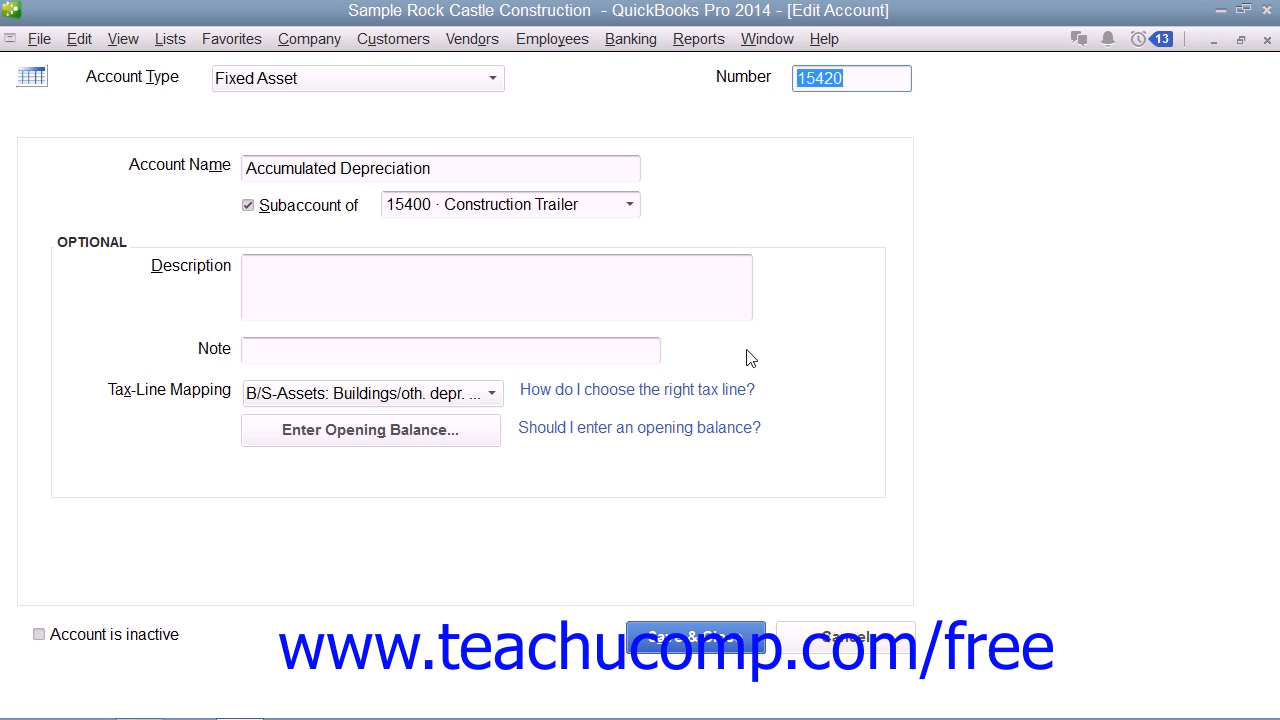 Sample Rock Castle Construction - QuickBooks Pro 2014 - [Edit Account]
File Edit View Lists Favorites Company Customers Vendors Employees Banking Reports Window Help 13
Account Type Fixed Asset Number 15420
Account Name Accumulated Depreciation
Subaccount of 15400 · Construction Trailer
OPTIONAL
Description
Note
Tax-Line Mapping B/S-Assets: Buildings/oth. depr. ... How do I choose the right tax line?
Enter Opening Balance... Should I enter an opening balance?
Account is inactive Save & Close Cancel
www.teachucomp.com/free